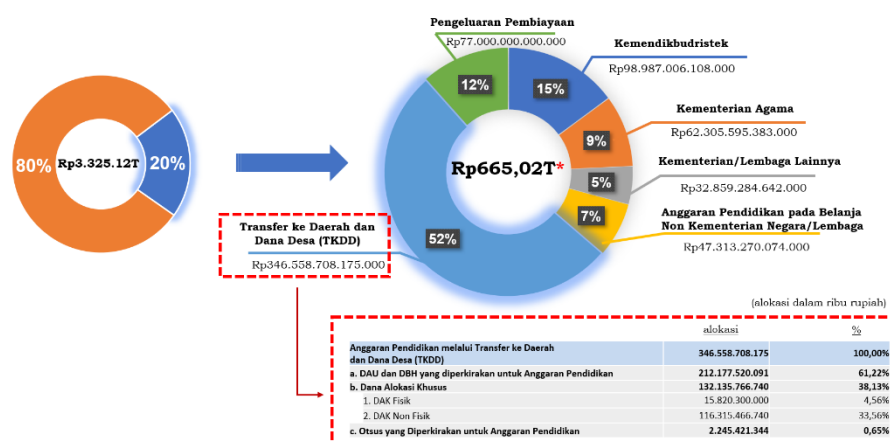 Pengeluaran Pembiayaan
Rp77.000.000.000.000
Kemendikbudristek
Rp98.987.006.108.000
12%
15%
Kementerian Agama
Rp62.305.595.383.000
9%
80%
Rp3.325.12T
20%
Rp665,02T*
Kementerian/Lembaga Lainnya
Rp32.859.284.642.000
5%
7%
Anggaran Pendidikan pada Belanja
Non Kementerian Negara/Lembaga
Rp47.313.270.074.000
Transfer ke Daerah dan
Dana Desa (TKDD)
Rp346.558.708.175.000
52%
(alokasi dalam ribu rupiah)
alokasi %
Anggaran Pendidikan melalui Transfer ke Daerah
dan Dana Desa (TKDD) 346.558.708.175 100,00%
a. DAU dan DBH yang diperkirakan untuk Anggaran Pendidikan 212.177.520.091 61,22%
b. Dana Alokasi Khusus 132.135.766.740 38,13%
1. DAK Fisik 15.820.300.000 4,56%
2. DAK Non Fisik 116.315.466.740 33,56%
c. Otsus yang Diperkirakan untuk Anggaran Pendidikan 2.245.421.344 0,65%